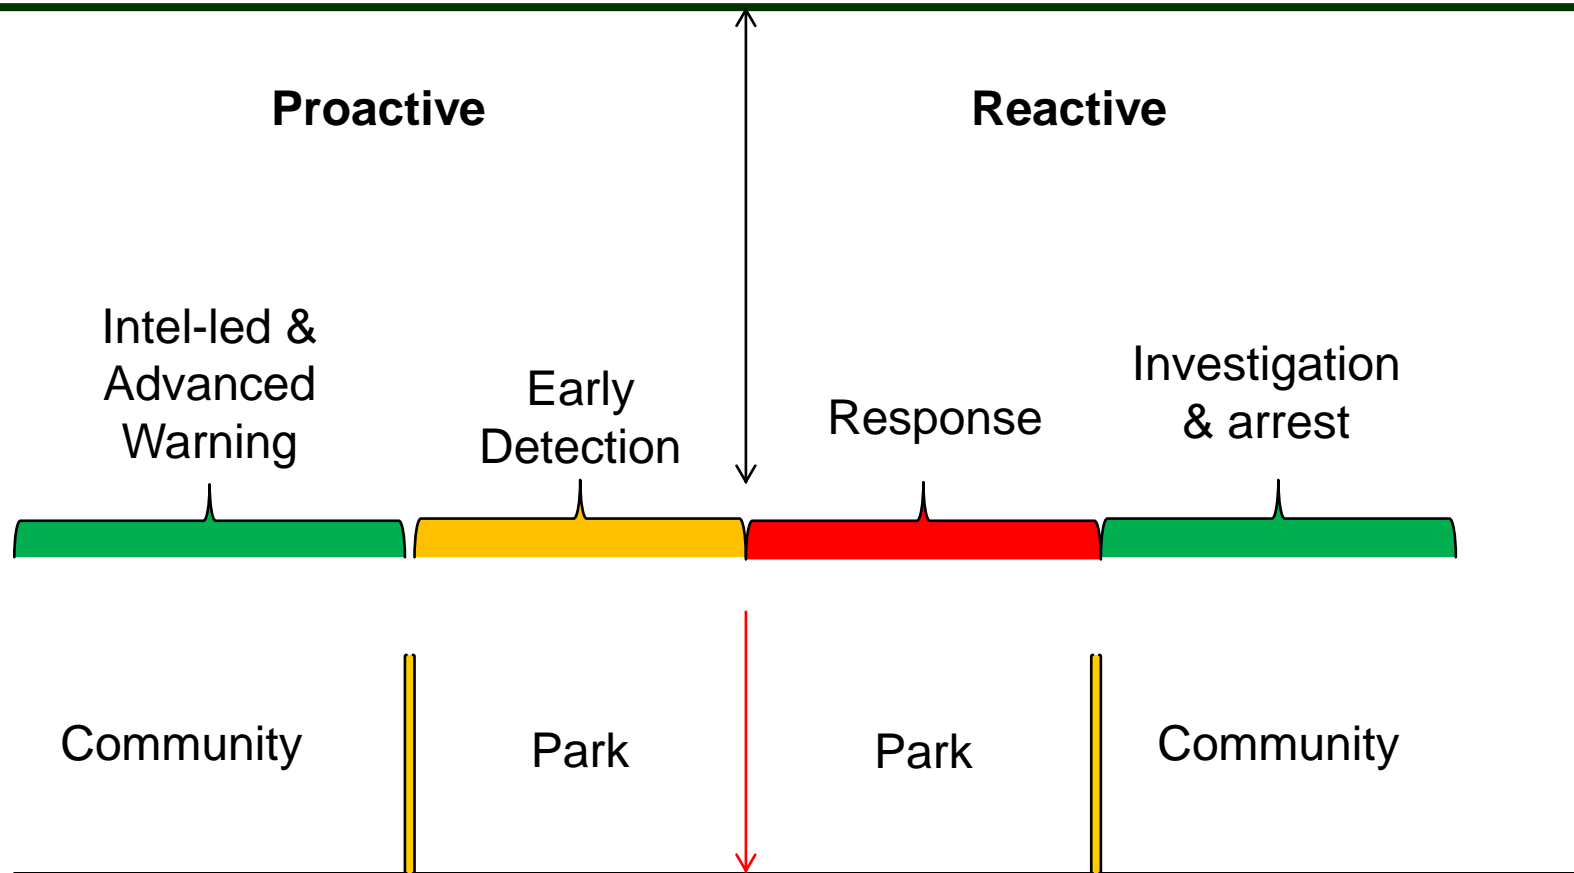 Proactive
Reactive
Intel-led &
Advanced
Warning
Early
Detection
Response
Investigation
& arrest
Community
Park
Park
Community